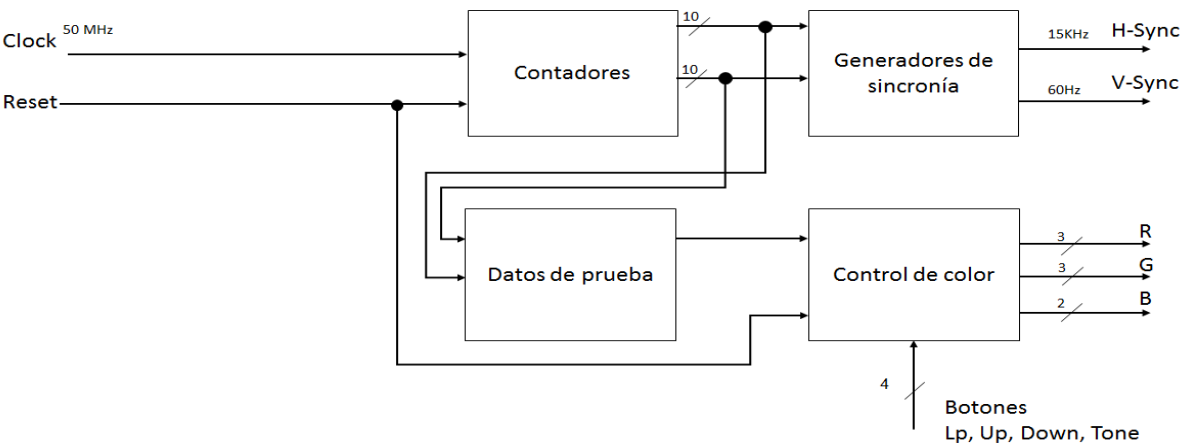 Clock
50 MHz
Reset
Contadores
10
10
Generadores de
sincronía
15KHz
H-Sync
60Hz
V-Sync
Datos de prueba
Control de color
3
R
3
G
2
B
4
Botones
Lp, Up, Down, Tone